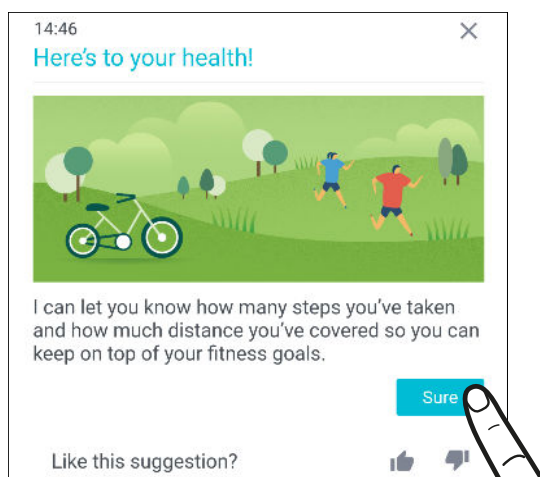 14:46
Here's to your health!
I can let you know how many steps you've taken
and how much distance you've covered so you can
keep on top of your fitness goals.
Sure
Like this suggestion?